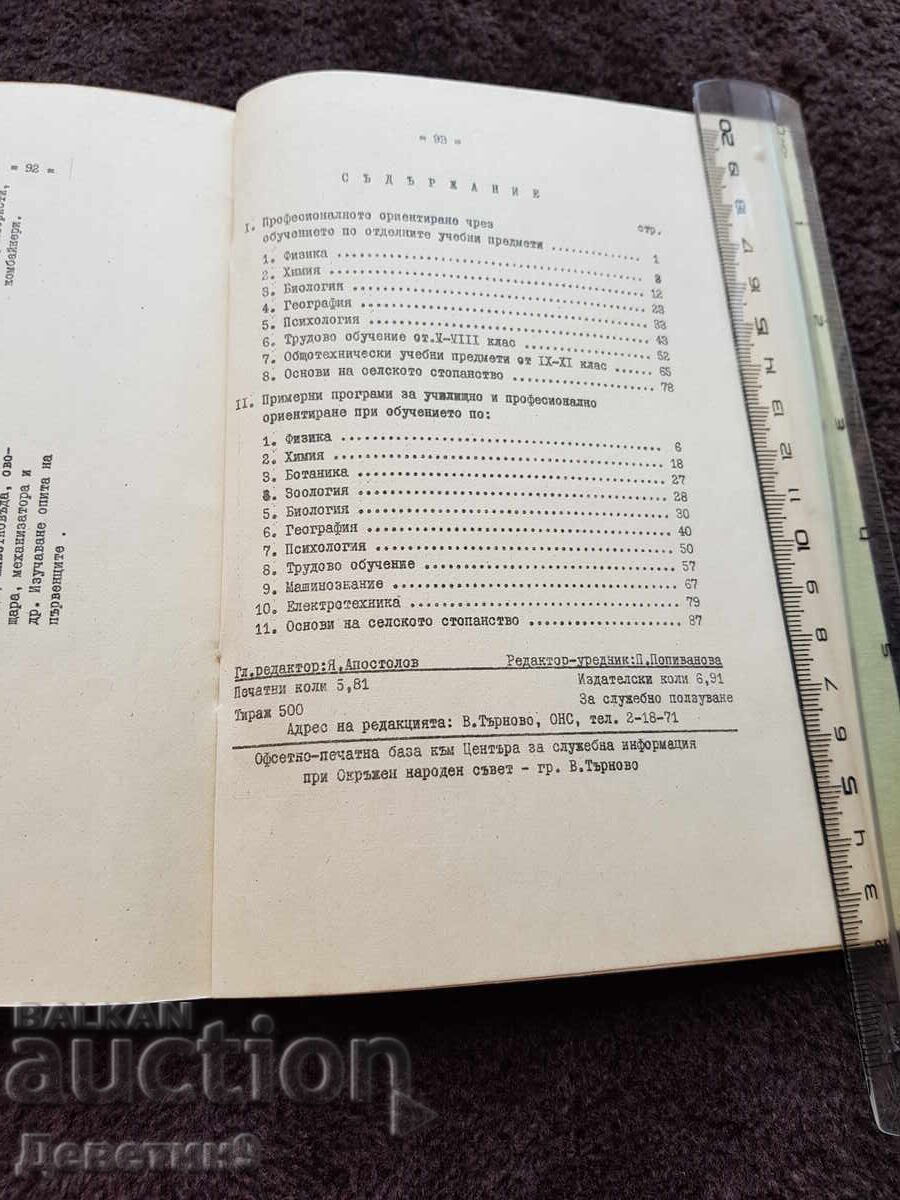 = 92 =
комбайнери.
ово-
щара, механизатора и
др. Изучаване опита на
първенците .
= 93 =
СЪДЪРЖАНИЕ
стр.
I. Професионалното ориентиране чрез
обучението по отделните учебни предмети ............ 1
1. Физика ........................................
2. Химия ........................................ 12
3. Биология ..................................... 23
4. География .................................... 33
5. Психология ................................... 43
6. Трудово обучение от.V-VIII клас .............. 52
7. Общотехнически учебни предмети от IX-XI клас ...... 65
8. Основи на селското стопанство ................ 78
II. Примерни програми за училищно и професионално
ориентиране при обучението по:
1. Физика ....................................... 6
2. Химия ........................................ 18
3. Ботаника ..................................... 27
4. Зоология ..................................... 28
5. Биология ..................................... 30
6. География .................................... 40
7. Психология ................................... 50
8. Трудово обучение ............................. 57
9. Машинознание ................................. 67
10. Електротехника .............................. 79
11. Основи на селското стопанство ............... 87
Гл.редактор:Я.Апостолов Редактор-уредник:П.Попиванова
Печатни коли 5,81 Издателски коли 6,91
Тираж 500 За служебно ползуване
Адрес на редакцията: В.Търново, ОНС, тел. 2-18-71
Офсетно-печатна база към Центъра за служебна информация
при Окръжен народен съвет - гр. В.Търново
BALKAN
auction
Деветин9